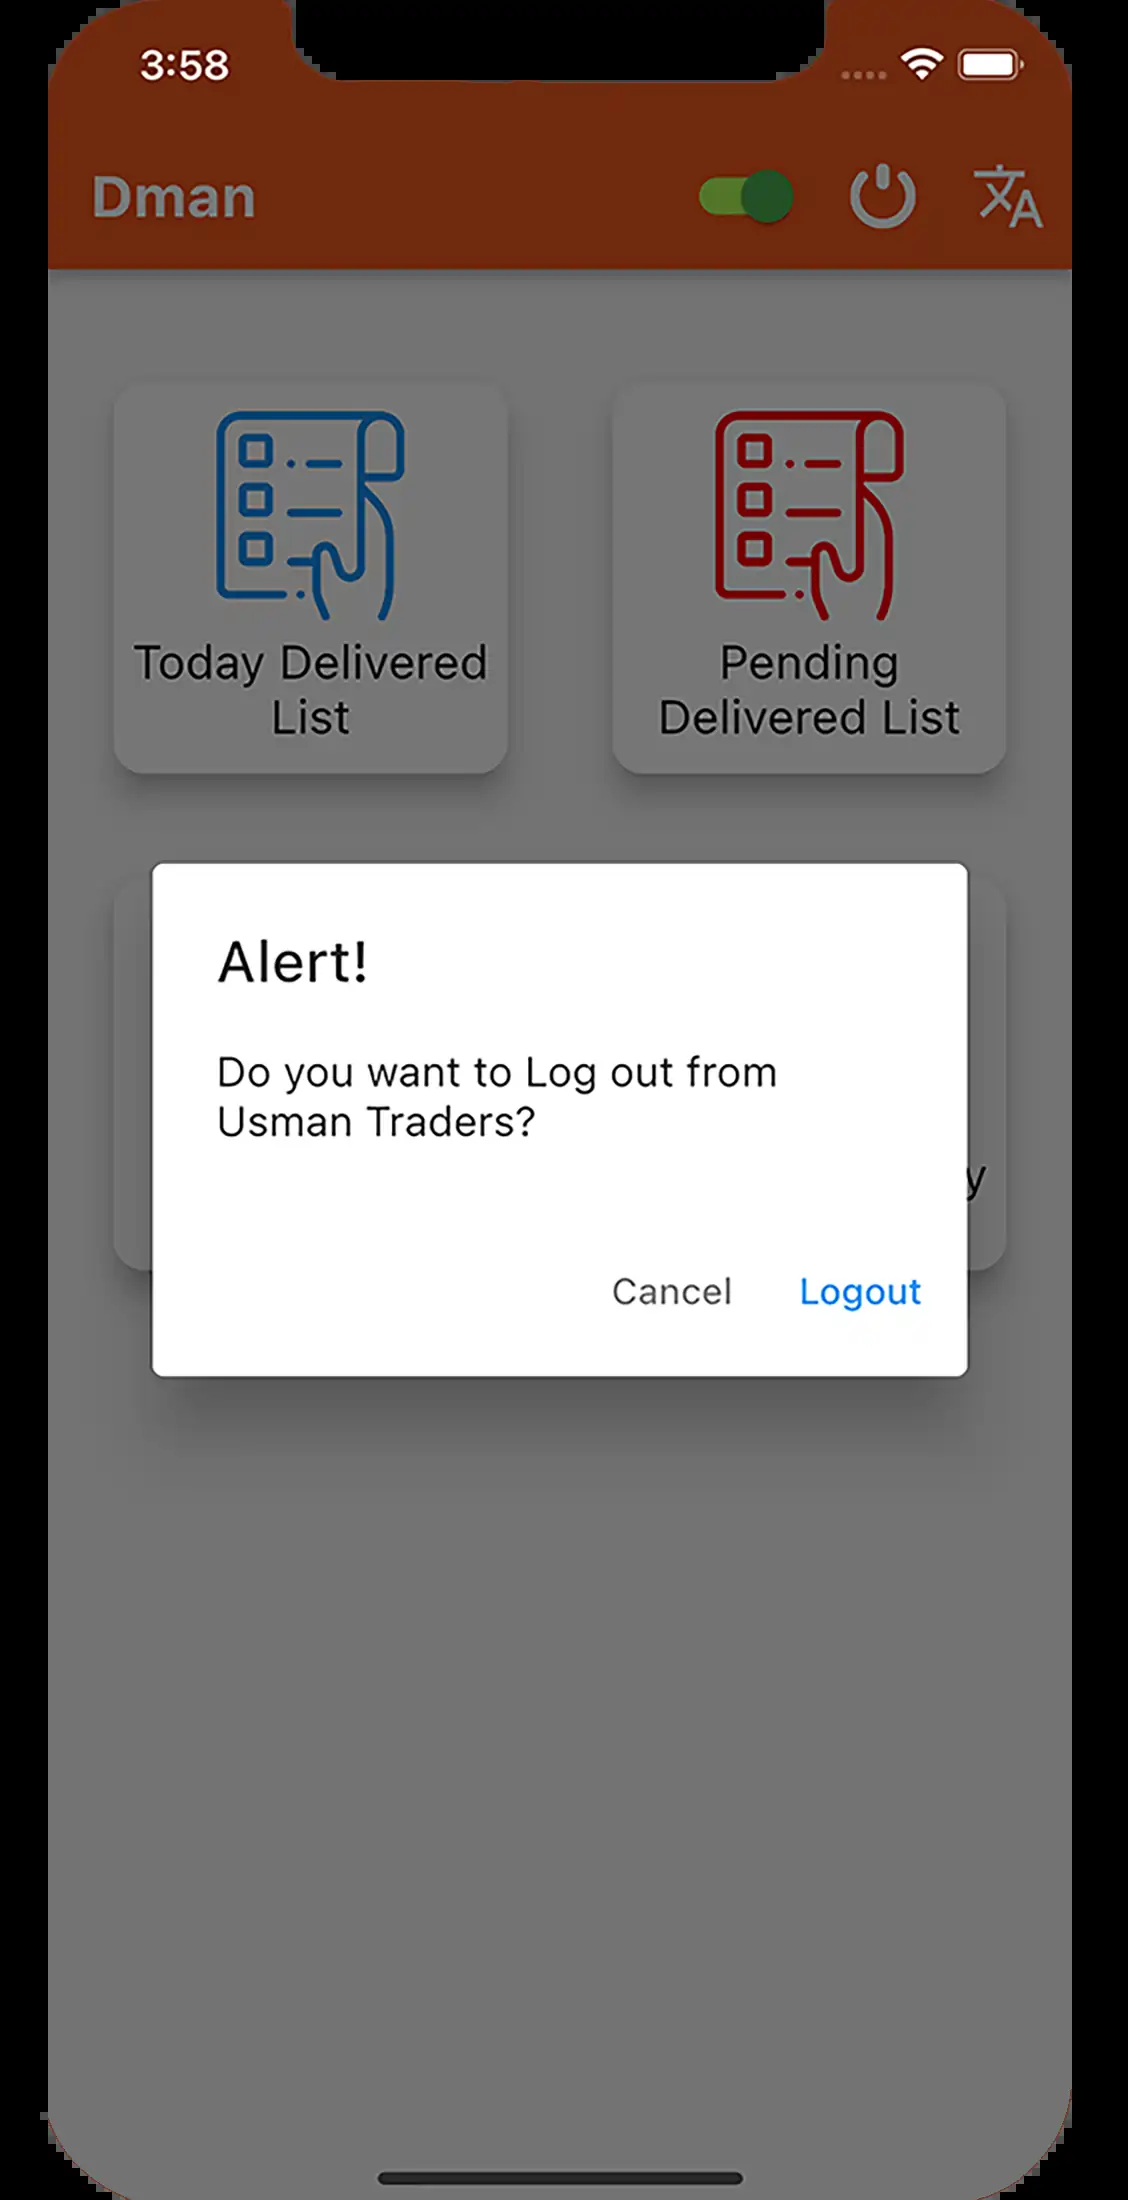 3:58
Dman
Today Delivered
List
Pending
Delivered List
Alert!
Do you want to Log out from
Usman Traders?
y
Cancel
Logout